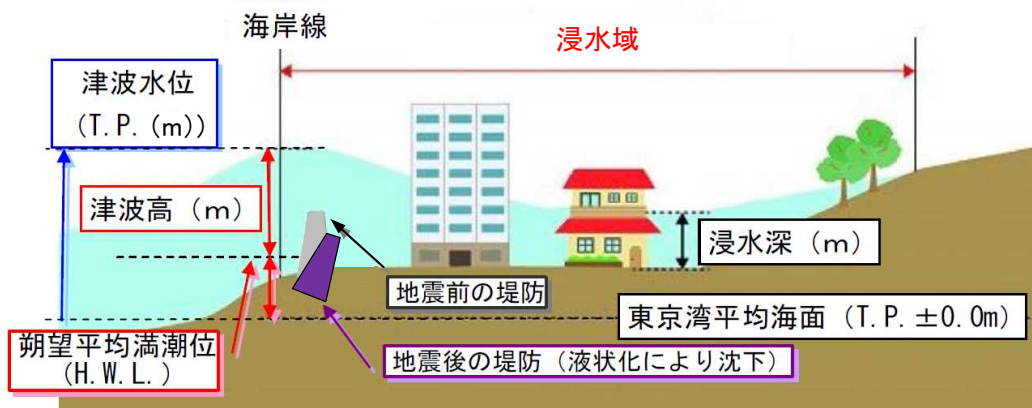 海岸線
浸水域
津波水位
(T.P.(m))
津波高(m)
浸水深(m)
地震前の堤防
東京湾平均海面(T.P.±0.0m)
朔望平均満潮位
(H.W.L.)
地震後の堤防(液状化により沈下)